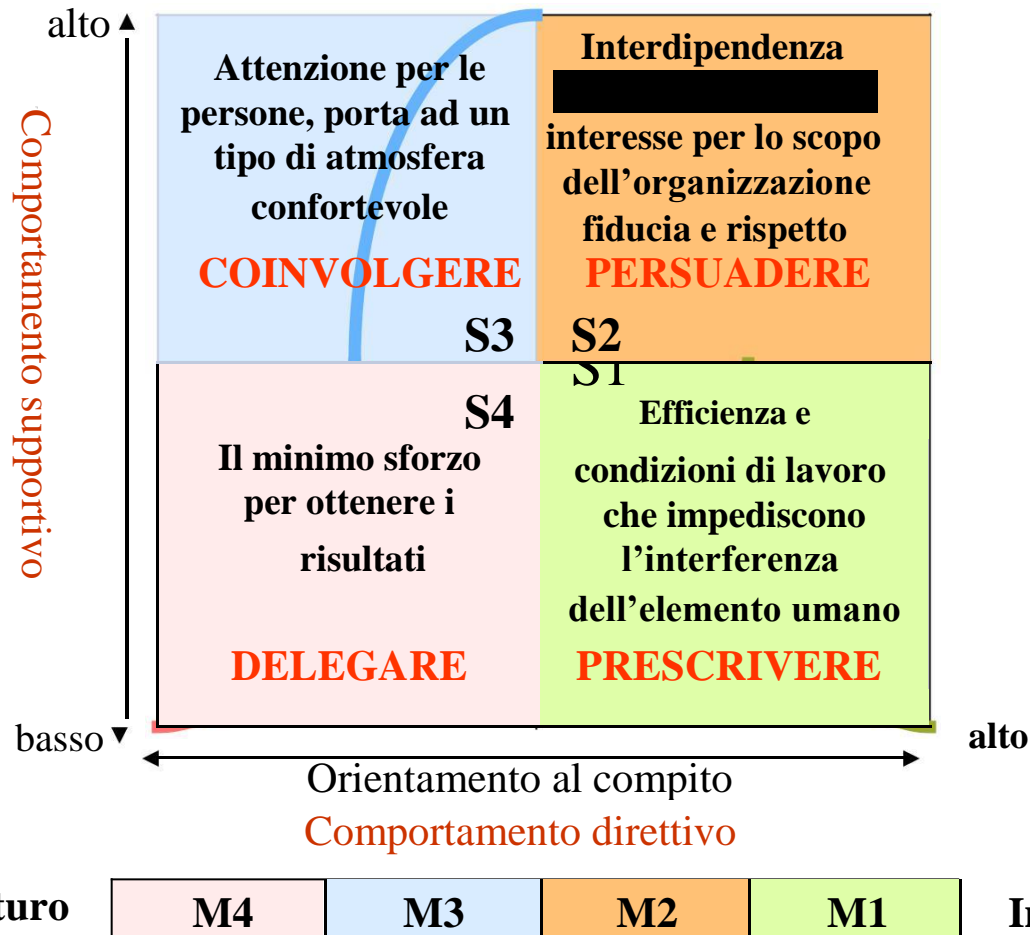 alto
Comportamento supportivo
Attenzione per le
persone, porta ad un
tipo di atmosfera
confortevole
COINVOLGERE
S3
Interdipendenza
interesse per lo scopo
dell’organizzazione
fiducia e rispetto
PERSUADERE
S2
S4
Il minimo sforzo
per ottenere i
risultati
DELEGARE
S1
Efficienza e
condizioni di lavoro
che impediscono
l’interferenza
dell’elemento umano
PRESCRIVERE
basso
alto
Orientamento al compito
Comportamento direttivo
turo
M4
M3
M2
M1